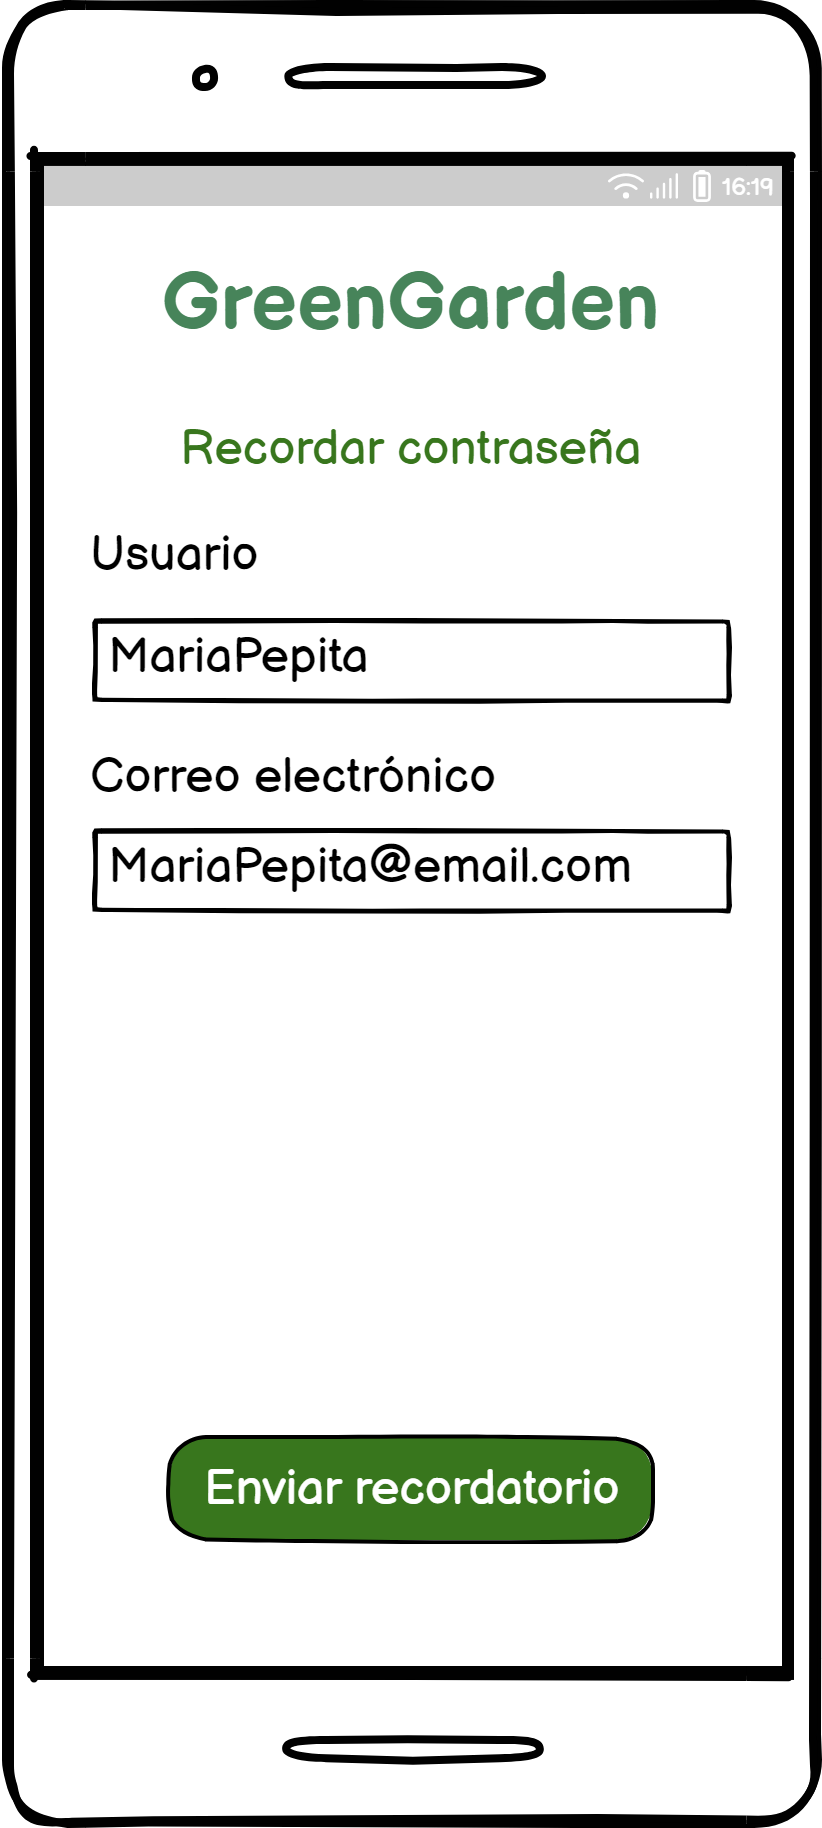 16:19
GreenGarden
Recordar contraseña
Usuario
MariaPepita
Correo electrónico
MariaPepita@email.com
Enviar recordatorio